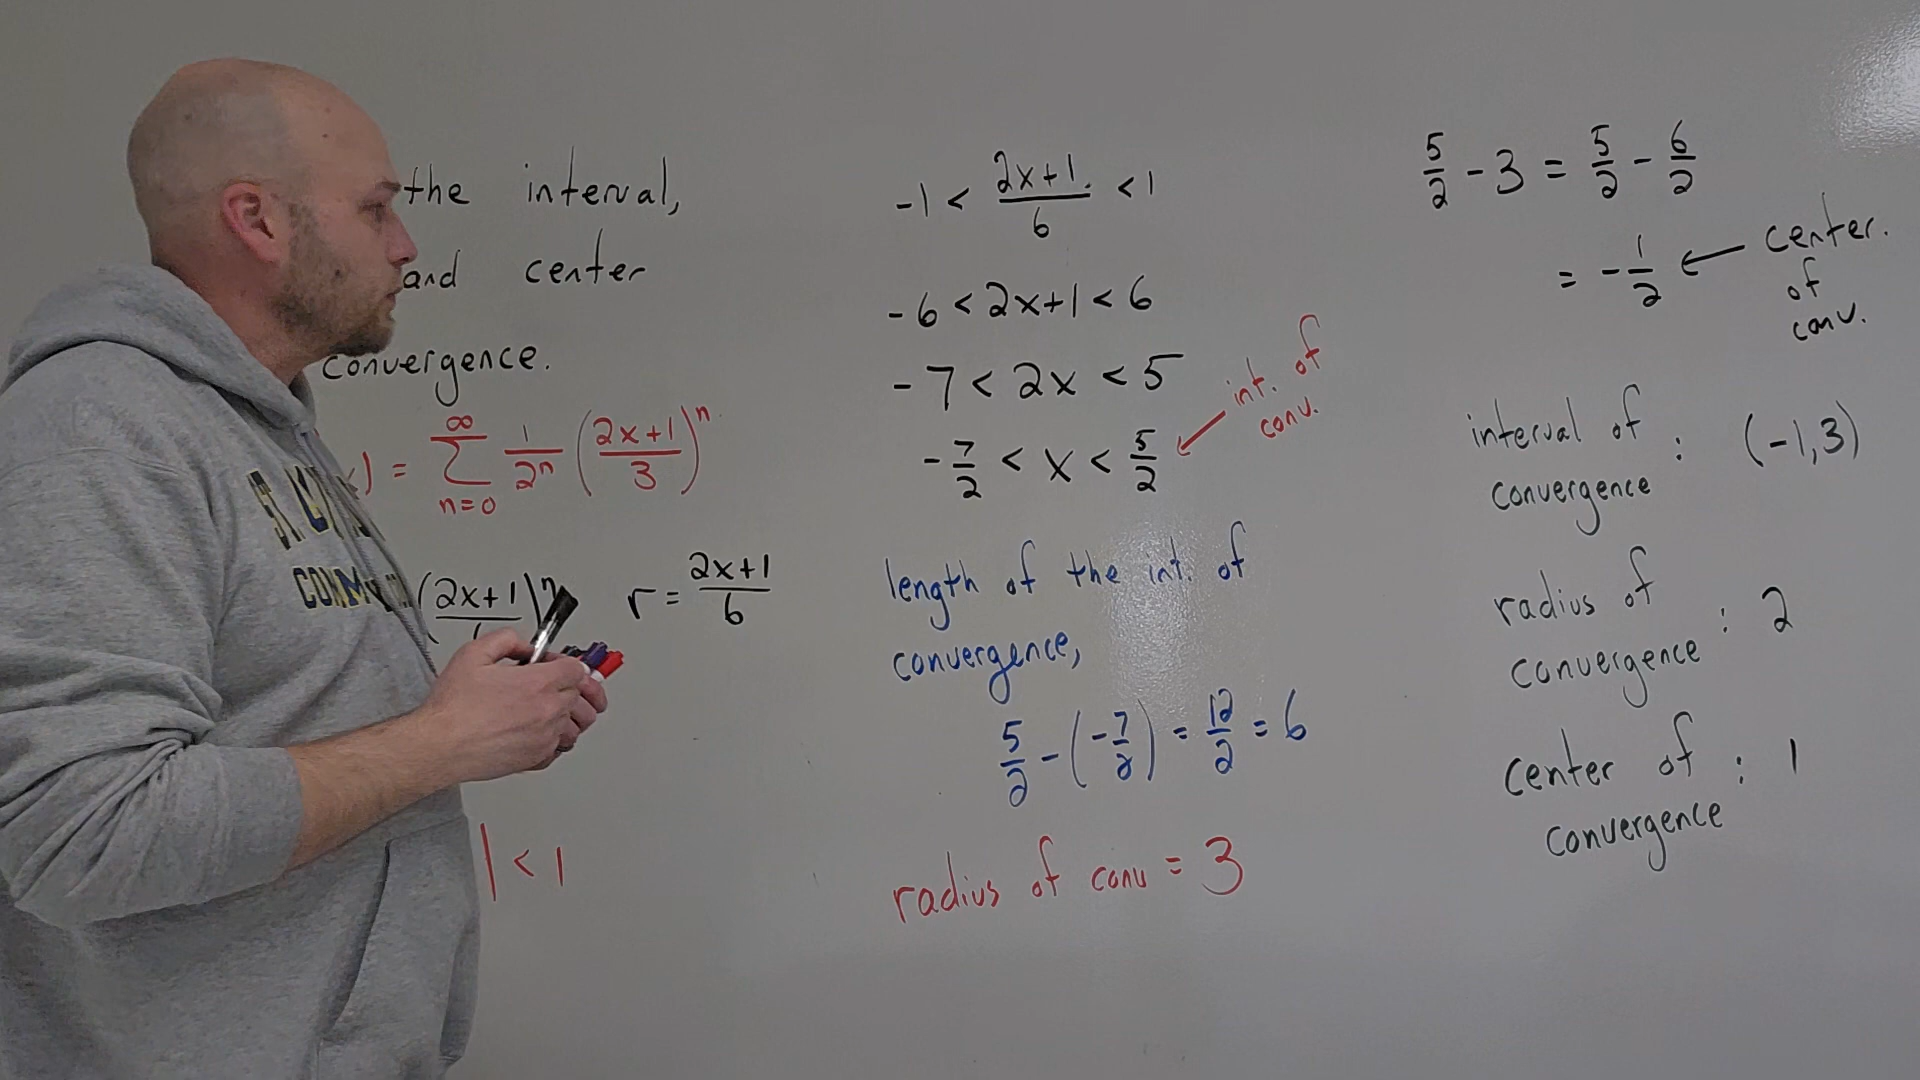 the interval,
and center
convergence.
) = ∑_{n=0}^{∞} 1/2ⁿ ((2x+1)/3)ⁿ
(2x+1)
r = (2x+1)/6
| < 1
-1 < (2x+1)/6 < 1
-6 < 2x+1 < 6
-7 < 2x < 5
-7/2 < x < 5/2
int. of
conv.
length of the int. of
convergence,
5/2 - (-7/2) = 12/2 = 6
radius of conv = 3
5/2 - 3 = 5/2 - 6/2
= -1/2 ← center.
of
conv.
interval of
convergence : (-1,3)
radius of
convergence : 2
center of : 1
convergence
ST.